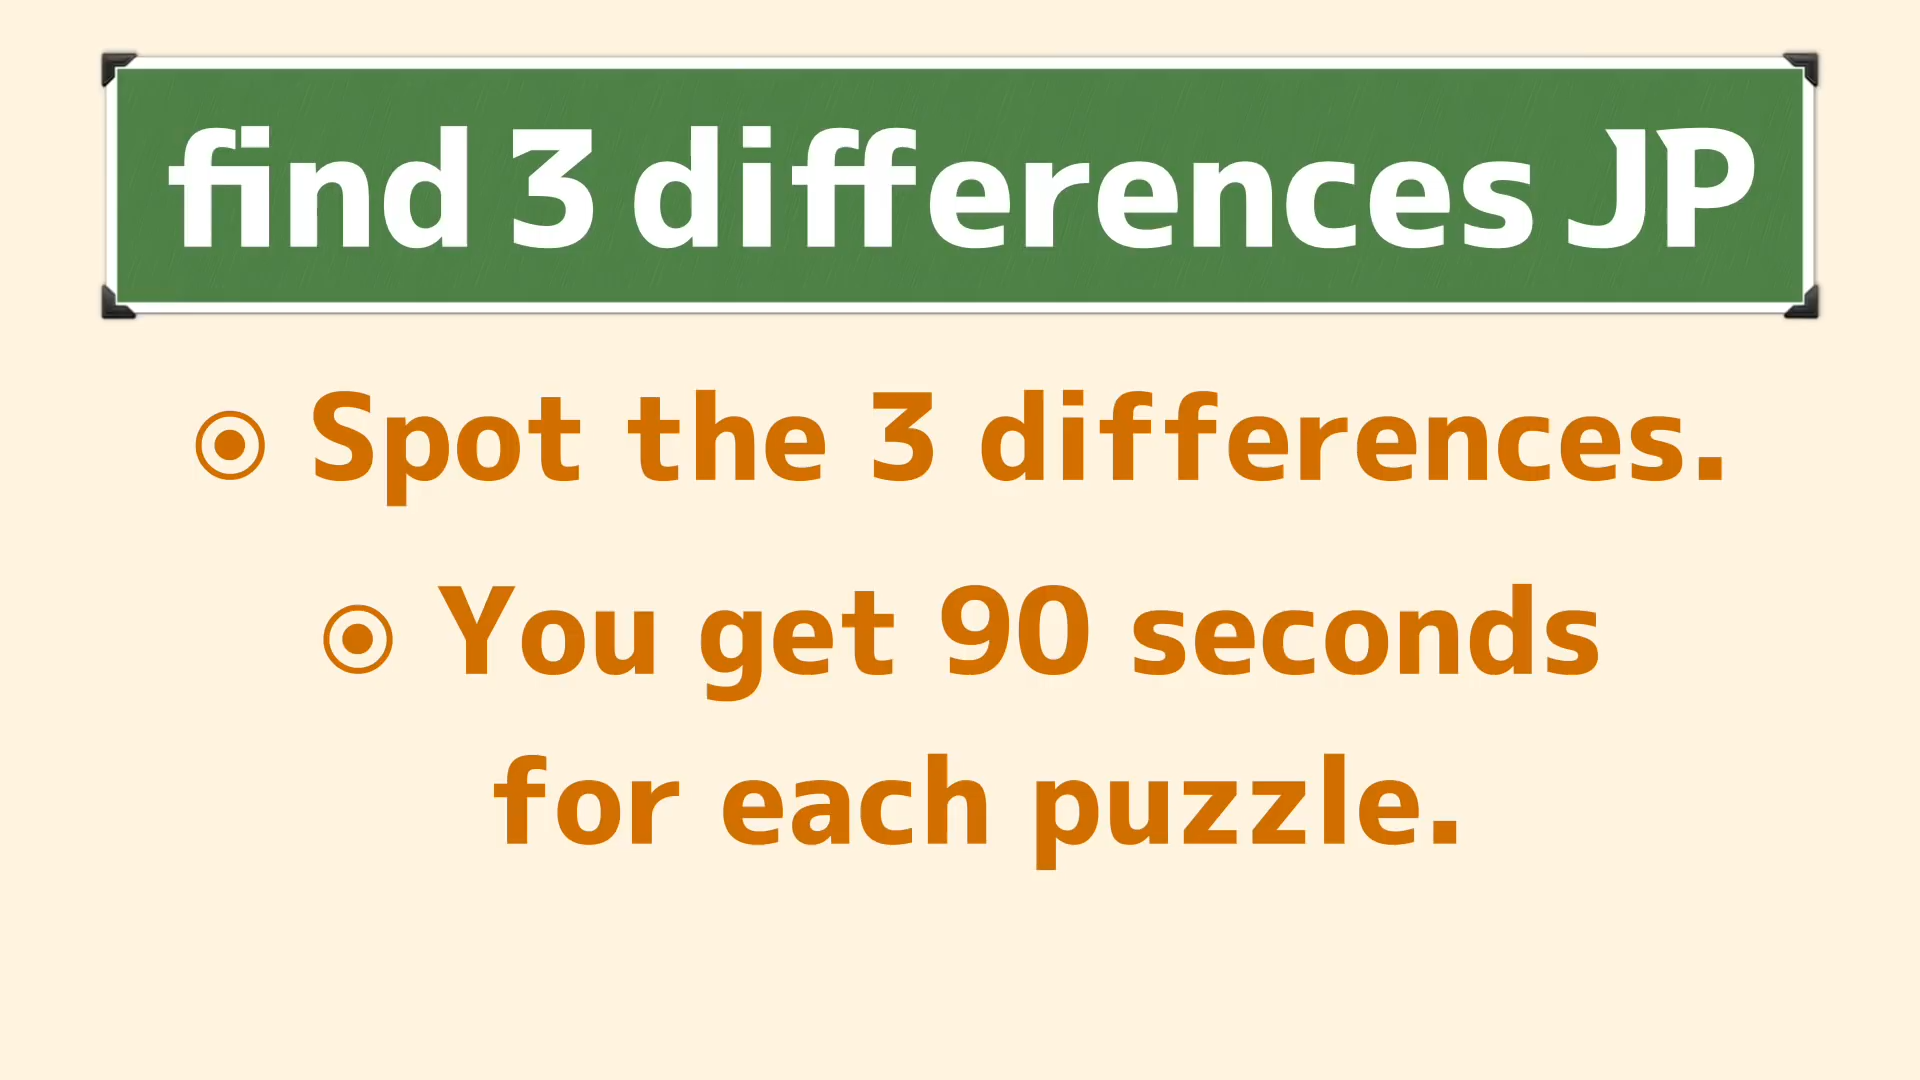 find 3 differences JP
⦿ Spot the 3 differences.
⦿ You get 90 seconds
for each puzzle.